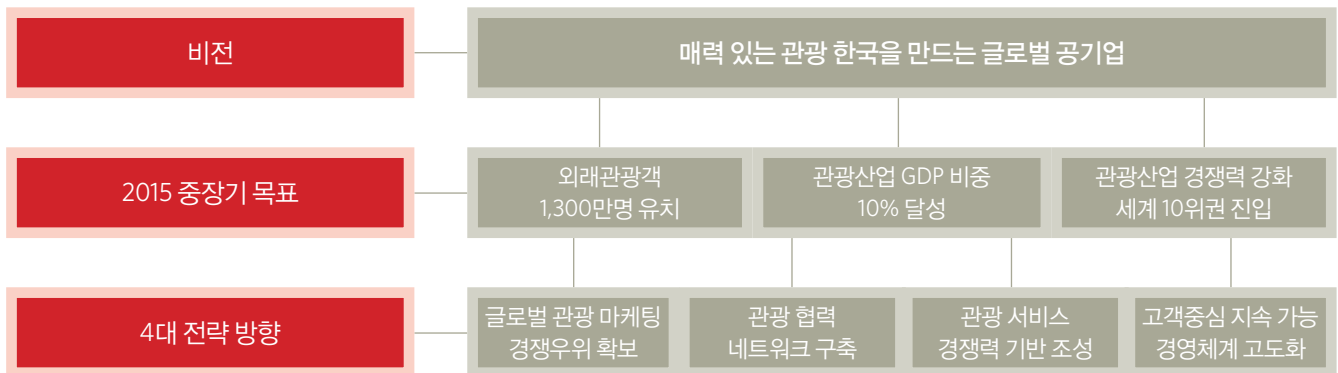 비전
매력 있는 관광 한국을 만드는 글로벌 공기업
2015 중장기 목표
외래관광객
1,300만명 유치
관광산업 GDP 비중
10% 달성
관광산업 경쟁력 강화
세계 10위권 진입
4대 전략 방향
글로벌 관광 마케팅
경쟁우위 확보
관광 협력
네트워크 구축
관광 서비스
경쟁력 기반 조성
고객중심 지속 가능
경영체계 고도화